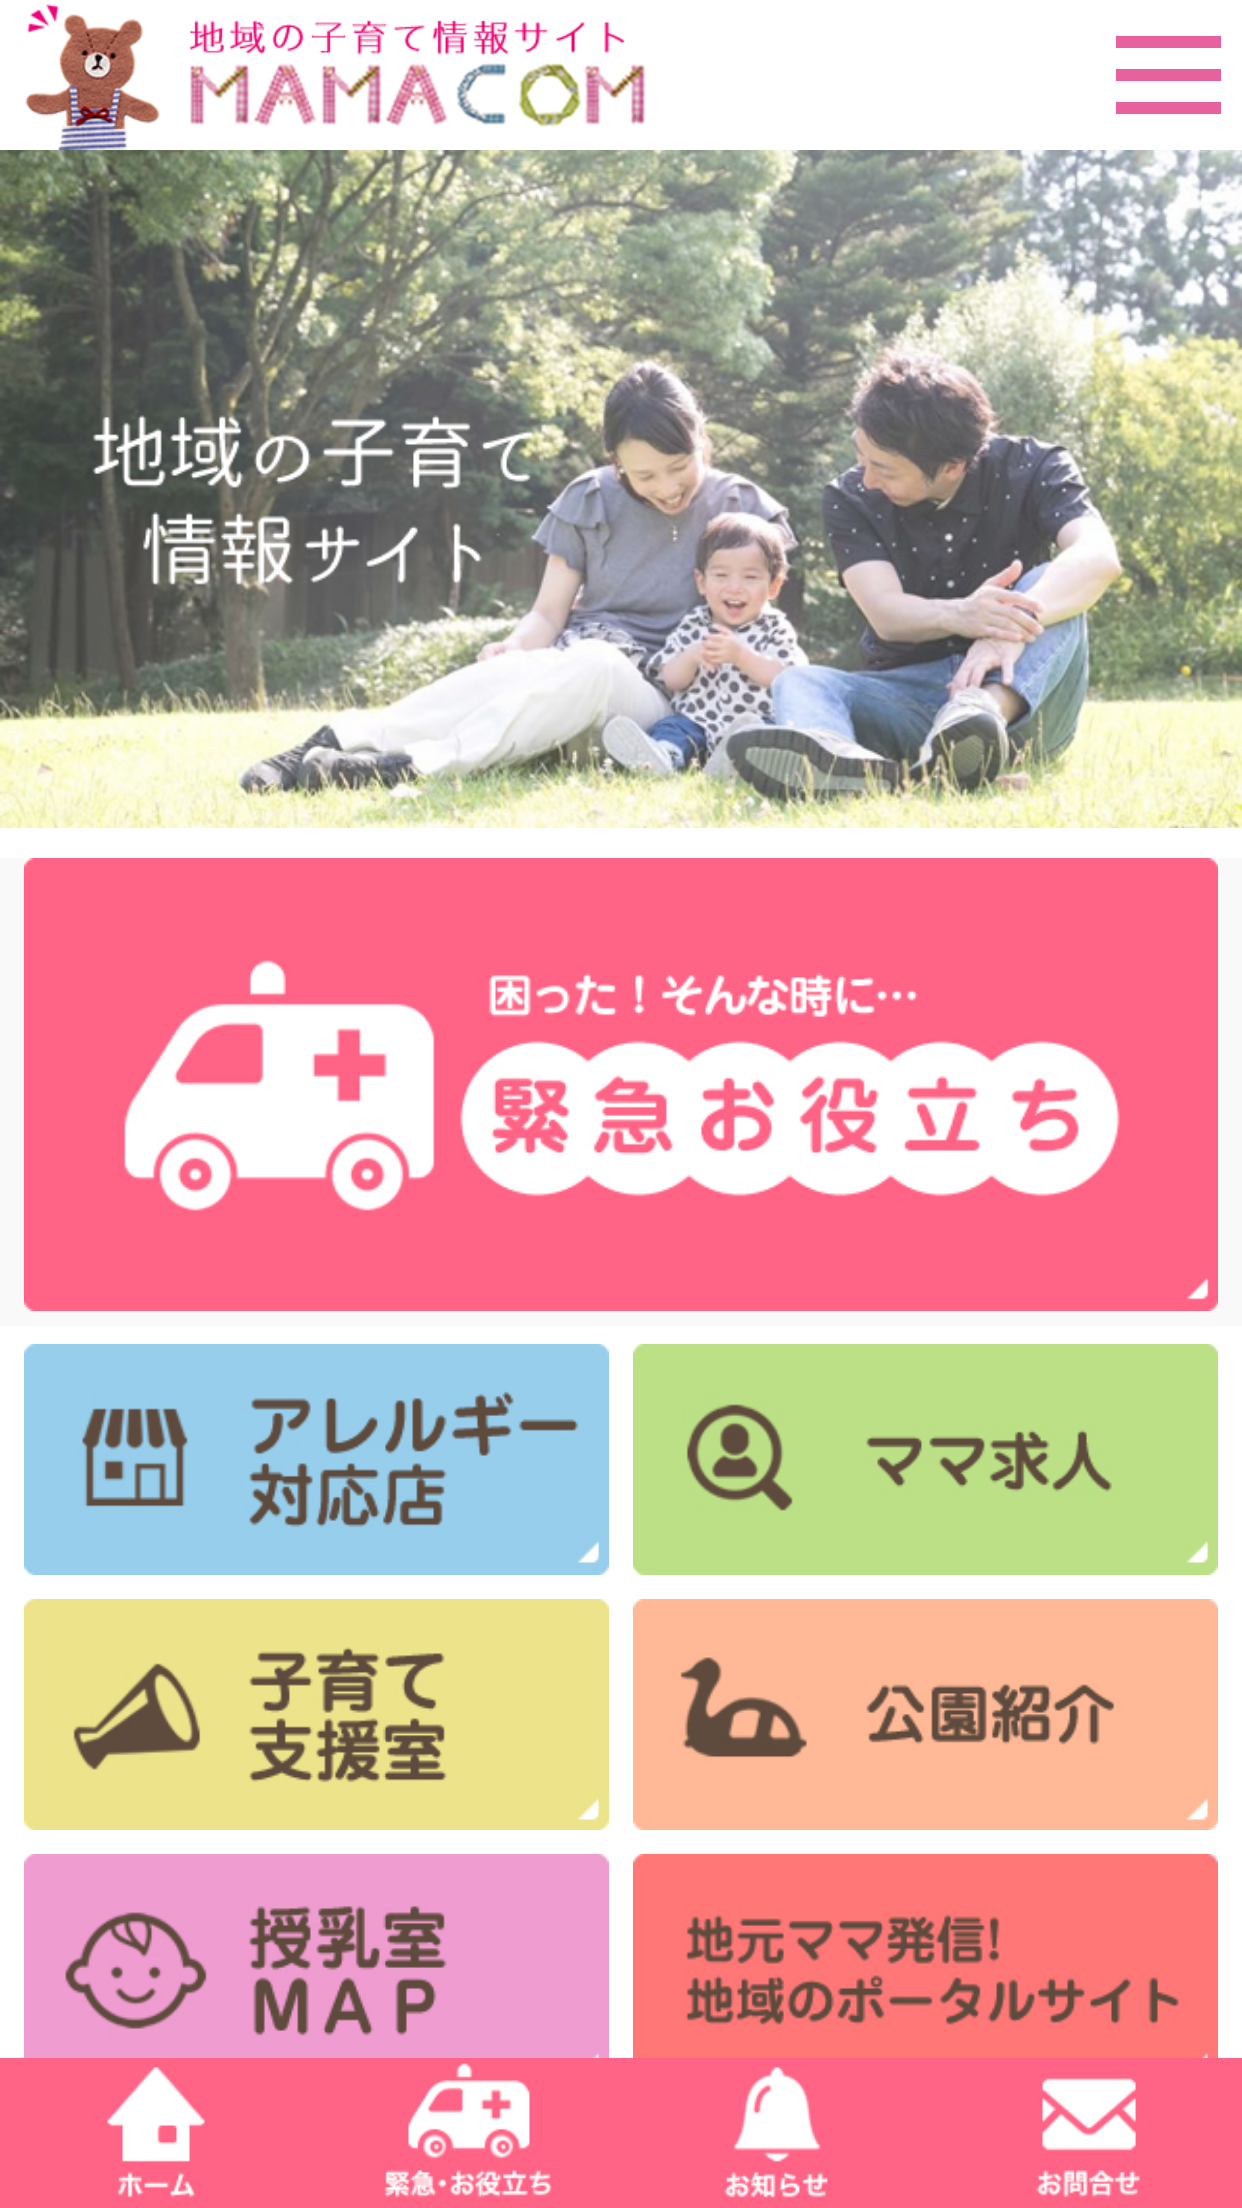 地域の子育て情報サイト
MAMACOM
地域の子育て
情報サイト
困った！そんな時に…
緊急お役立ち
アレルギー
対応店
ママ求人
子育て
支援室
公園紹介
授乳室
MAP
地元ママ発信!
地域のポータルサイト
ホーム
緊急・お役立ち
お知らせ
お問合せ